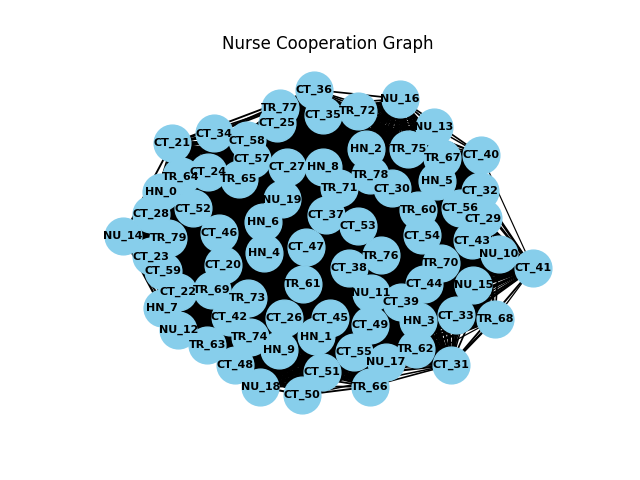 Nurse Cooperation Graph
CT_36
NU_16
TR_77
TR_72
CT_35
CT_25
NU_13
CT_34
CT_58
CT_21
HN_2
TR_75
CT_40
TR_67
CT_57
CT_27
HN_8
CT_24
TR_64
TR_65
TR_78
HN_5
TR_71
CT_30
CT_32
HN_0
NU_19
CT_56
CT_52
TR_60
CT_28
CT_37
CT_29
HN_6
CT_53
CT_46
NU_14
TR_79
CT_54
CT_43
CT_47
HN_4
TR_76
NU_10
CT_23
CT_20
TR_70
CT_38
CT_41
CT_59
TR_61
CT_44
NU_15
TR_69
CT_22
NU_11
TR_73
CT_39
HN_7
CT_42
CT_26
CT_45
CT_33
TR_68
HN_3
CT_49
NU_12
TR_74
HN_1
TR_63
HN_9
TR_62
CT_55
NU_17
CT_48
CT_31
CT_51
NU_18
TR_66
CT_50